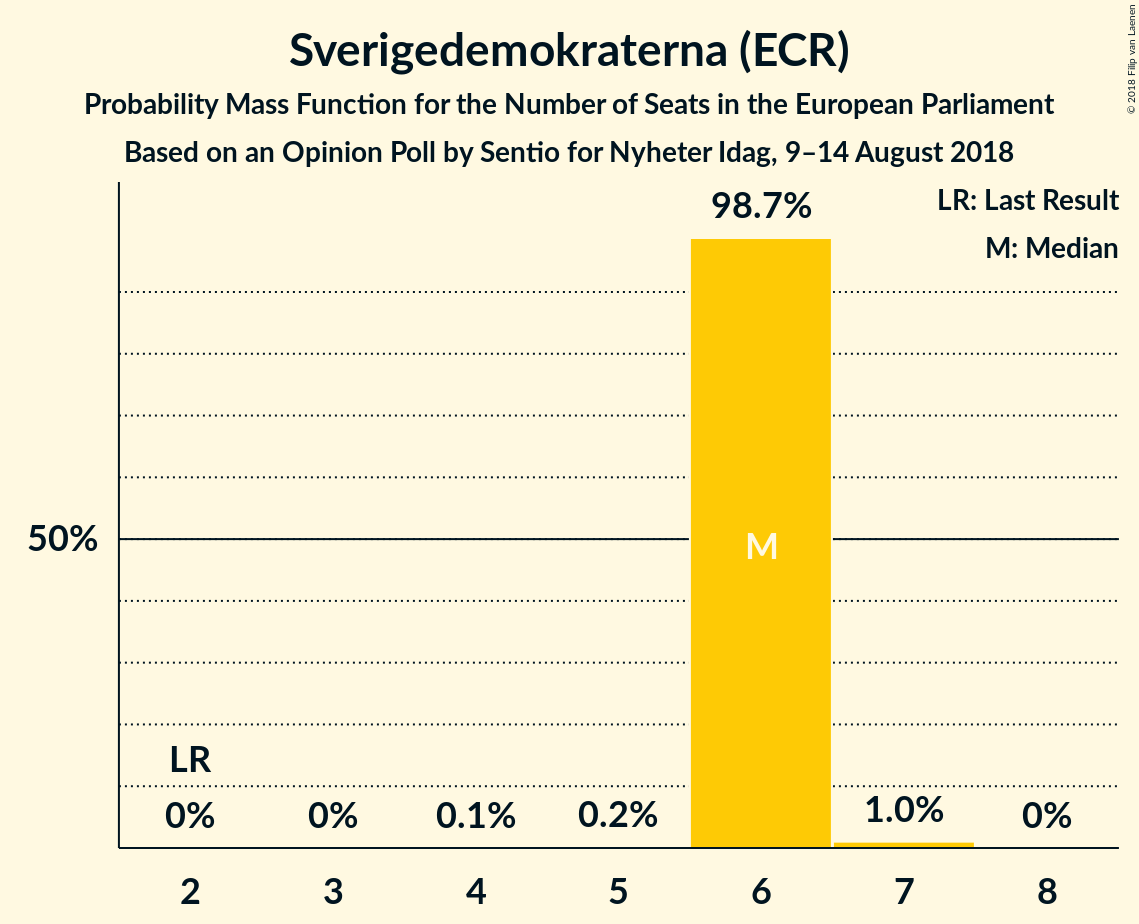 Sverigedemokraterna (ECR)
Probability Mass Function for the Number of Seats in the European Parliament
Based on an Opinion Poll by Sentio for Nyheter Idag, 9–14 August 2018
© 2018 Filip van Laenen
LR: Last Result
M: Median
98.7%
50%
M
LR
0%
0%
0.1%
0.2%
1.0%
0%
2
3
4
5
6
7
8